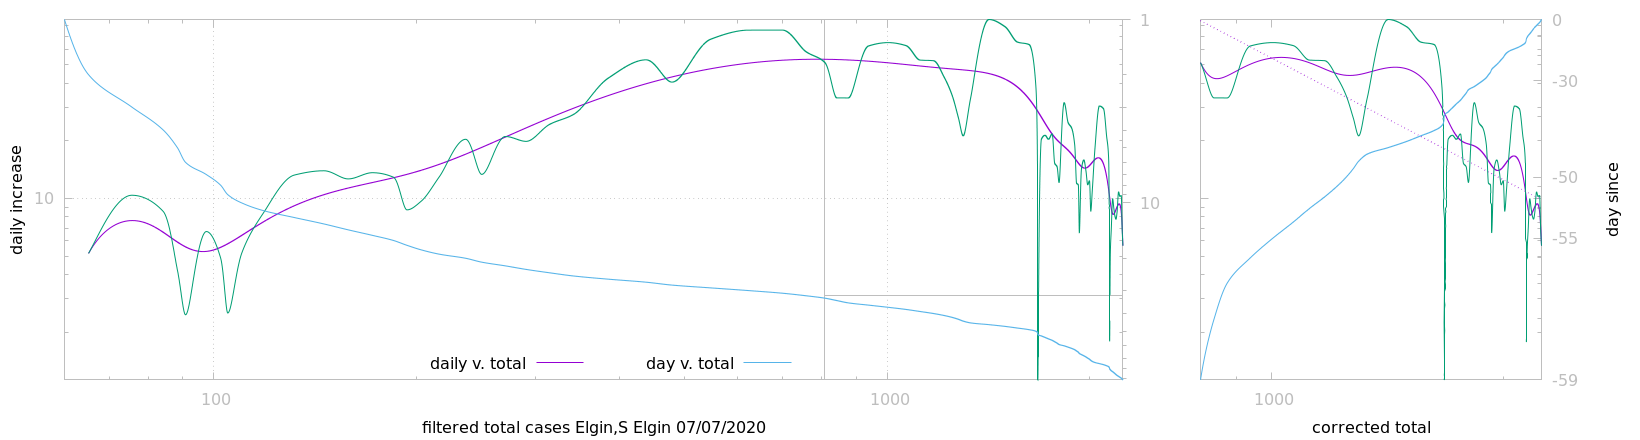 1
0
-30
daily increase
10
10
-50
day since
-55
daily v. total
day v. total
-59
100
1000
1000
filtered total cases Elgin,S Elgin 07/07/2020
corrected total